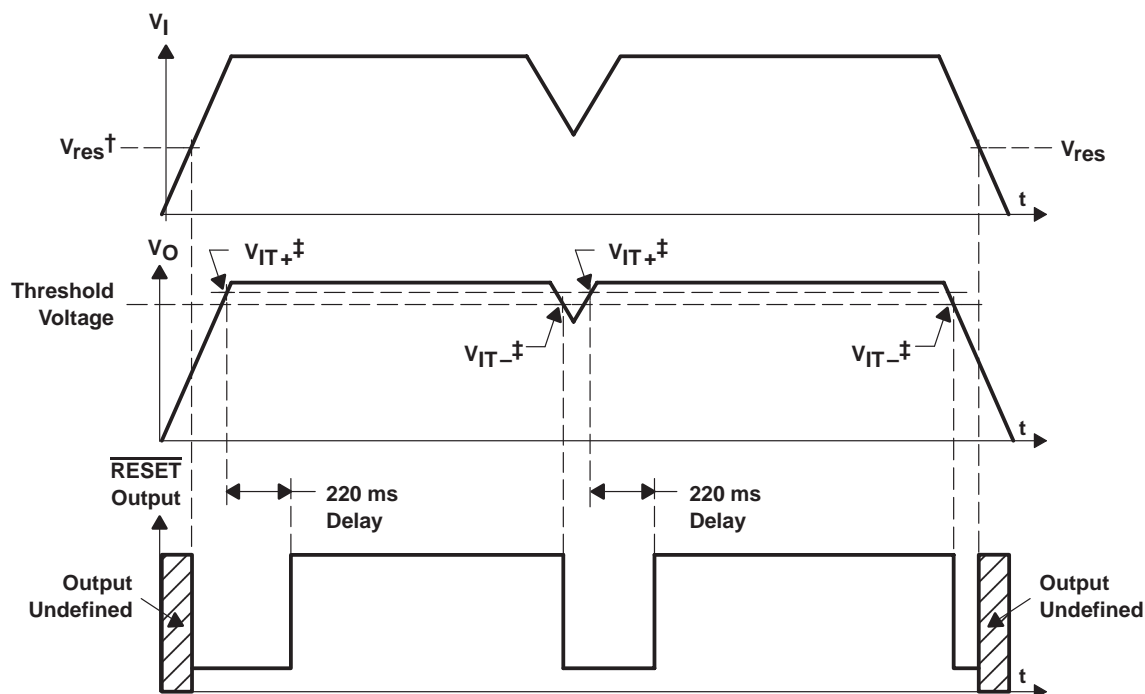 VI
Vres†
Vres
t
VO
VIT+‡
VIT+‡
Threshold
Voltage
VIT–‡
VIT–‡
t
RESET
Output
220 ms
Delay
220 ms
Delay
Output
Undefined
Output
Undefined
t